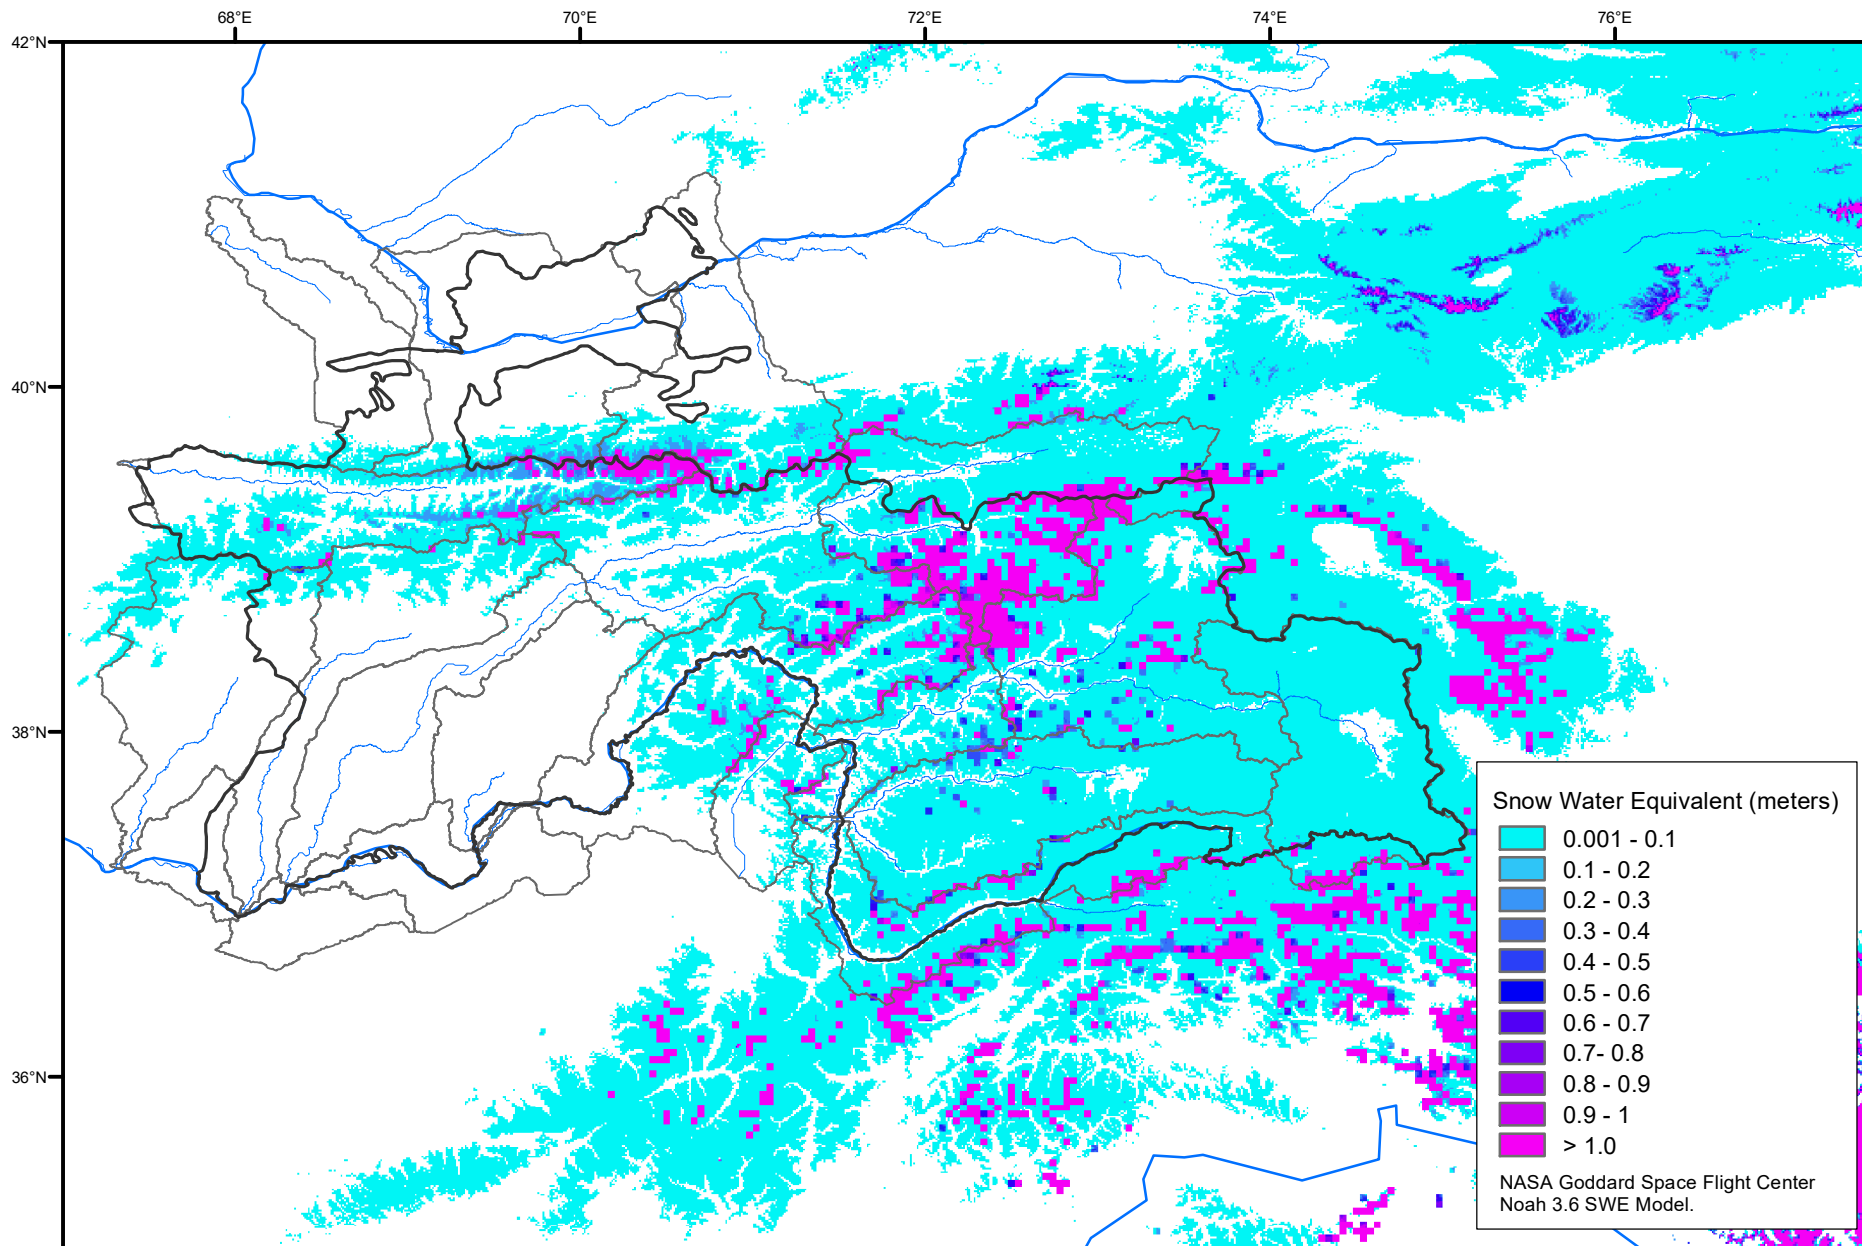 68°E 70°E 72°E 74°E 76°E
42°N
40°N
38°N
36°N
Snow Water Equivalent (meters)
0.001 - 0.1
0.1 - 0.2
0.2 - 0.3
0.3 - 0.4
0.4 - 0.5
0.5 - 0.6
0.6 - 0.7
0.7- 0.8
0.8 - 0.9
0.9 - 1
> 1.0
NASA Goddard Space Flight Center
Noah 3.6 SWE Model.